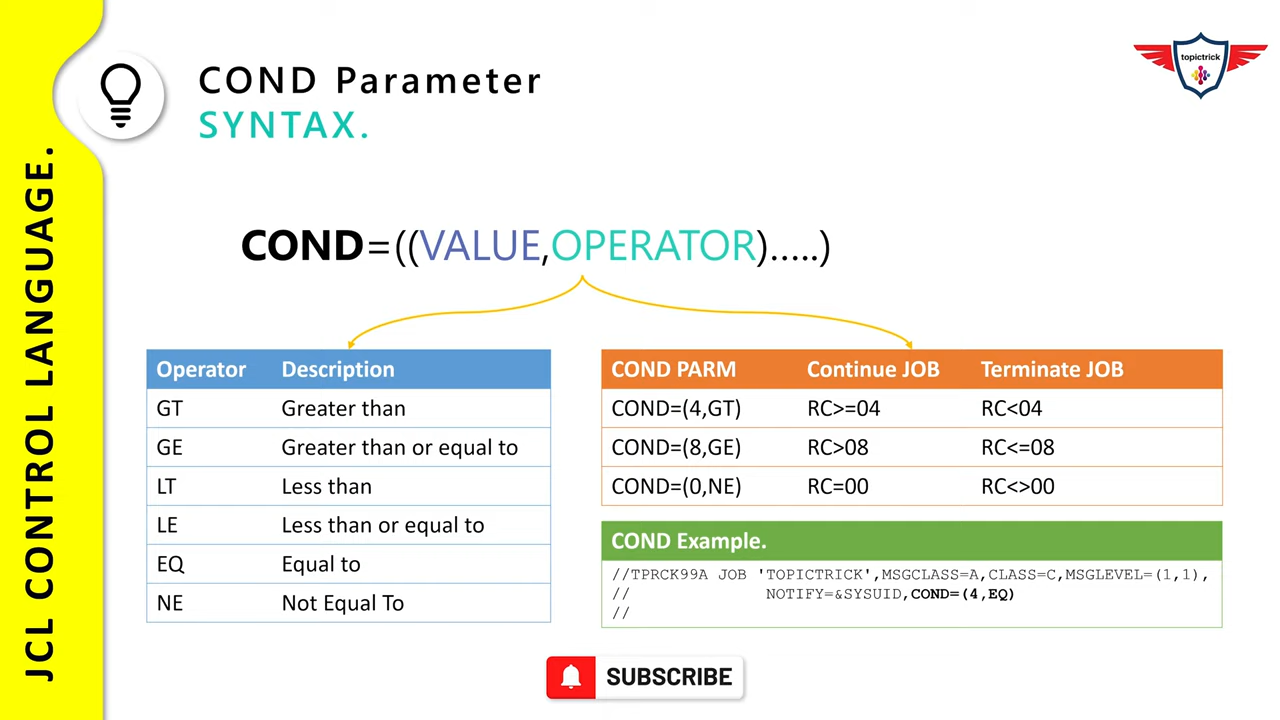 JCL CONTROL LANGUAGE.
COND Parameter
SYNTAX.
topictrick
COND=((VALUE,OPERATOR).....)
Operator Description
GT Greater than
GE Greater than or equal to
LT Less than
LE Less than or equal to
EQ Equal to
NE Not Equal To
COND PARM Continue JOB Terminate JOB
COND=(4,GT) RC>=04 RC<04
COND=(8,GE) RC>08 RC<=08
COND=(0,NE) RC=00 RC<>00
COND Example.
//TPRCK99A JOB 'TOPICTRICK',MSGCLASS=A,CLASS=C,MSGLEVEL=(1,1),
// NOTIFY=&SYSUID,COND=(4,EQ)
//
SUBSCRIBE